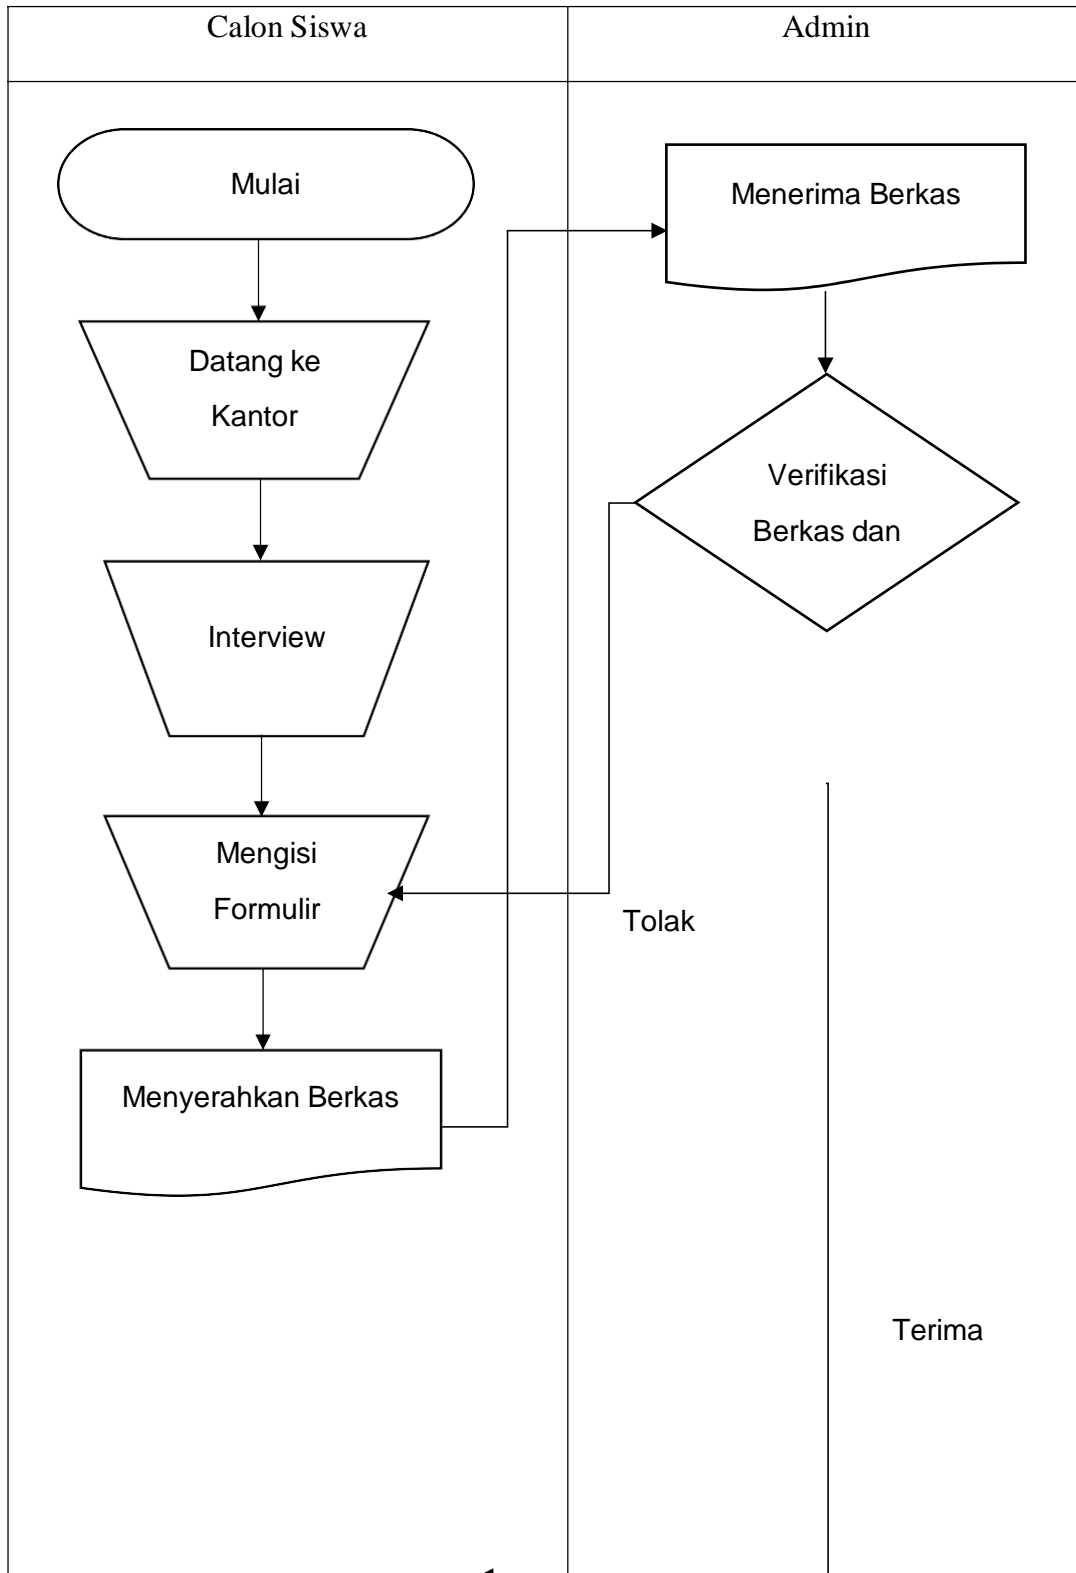 Calon Siswa
Admin
Mulai
Datang ke
Kantor
Interview
Mengisi
Formulir
Menyerahkan Berkas
Menerima Berkas
Verifikasi
Berkas dan
Tolak
Terima